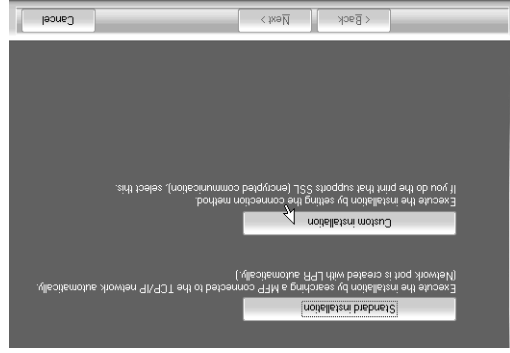 Standard installation
Execute the installation by searching a MFP connected to the TCP/IP network automatically.
(Network port is created with LPR automatically.)
Custom installation
Execute the installation by setting the connection method.
If you do the print that supports SSL (encrypted communication), select this.
< Back
Next >
Cancel